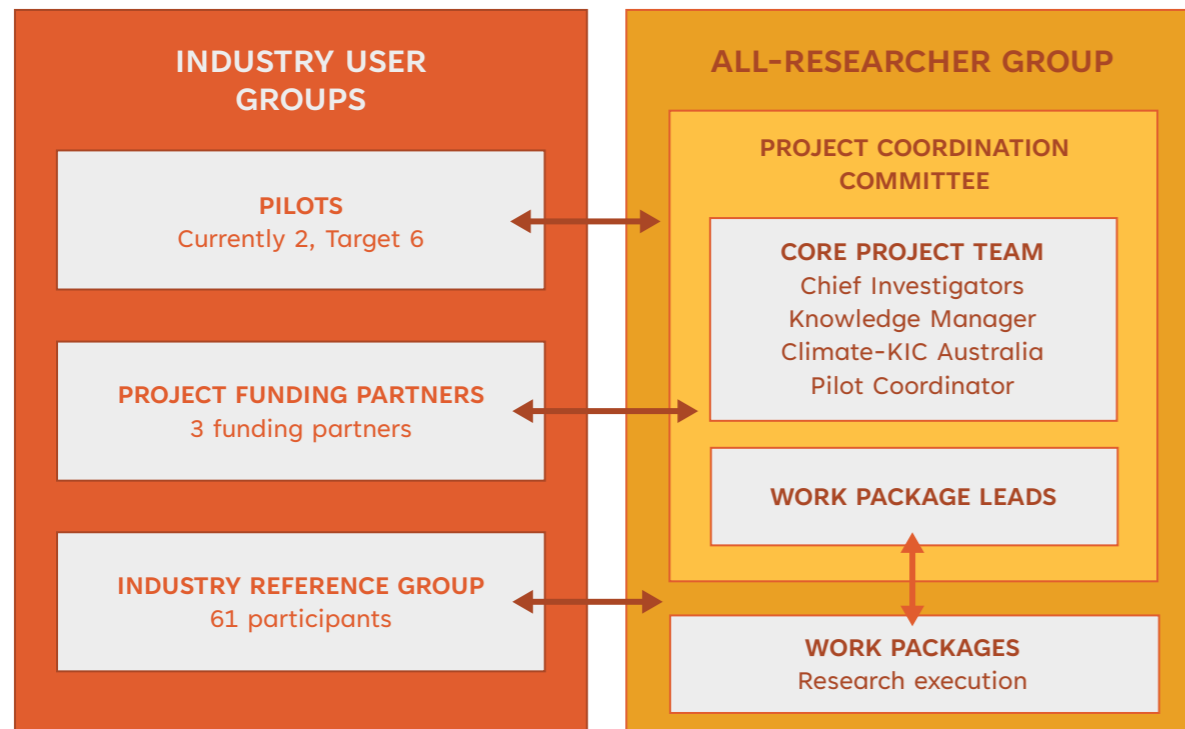 INDUSTRY USER
GROUPS
PILOTS
Currently 2, Target 6
PROJECT FUNDING PARTNERS
3 funding partners
INDUSTRY REFERENCE GROUP
61 participants
ALL-RESEARCHER GROUP
PROJECT COORDINATION
COMMITTEE
CORE PROJECT TEAM
Chief Investigators
Knowledge Manager
Climate-KIC Australia
Pilot Coordinator
WORK PACKAGE LEADS
WORK PACKAGES
Research execution